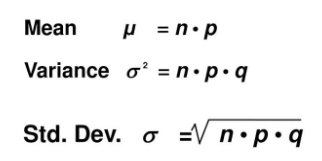 Mean μ = n • p
Variance σ² = n • p • q
Std. Dev. σ =√ n • p • q